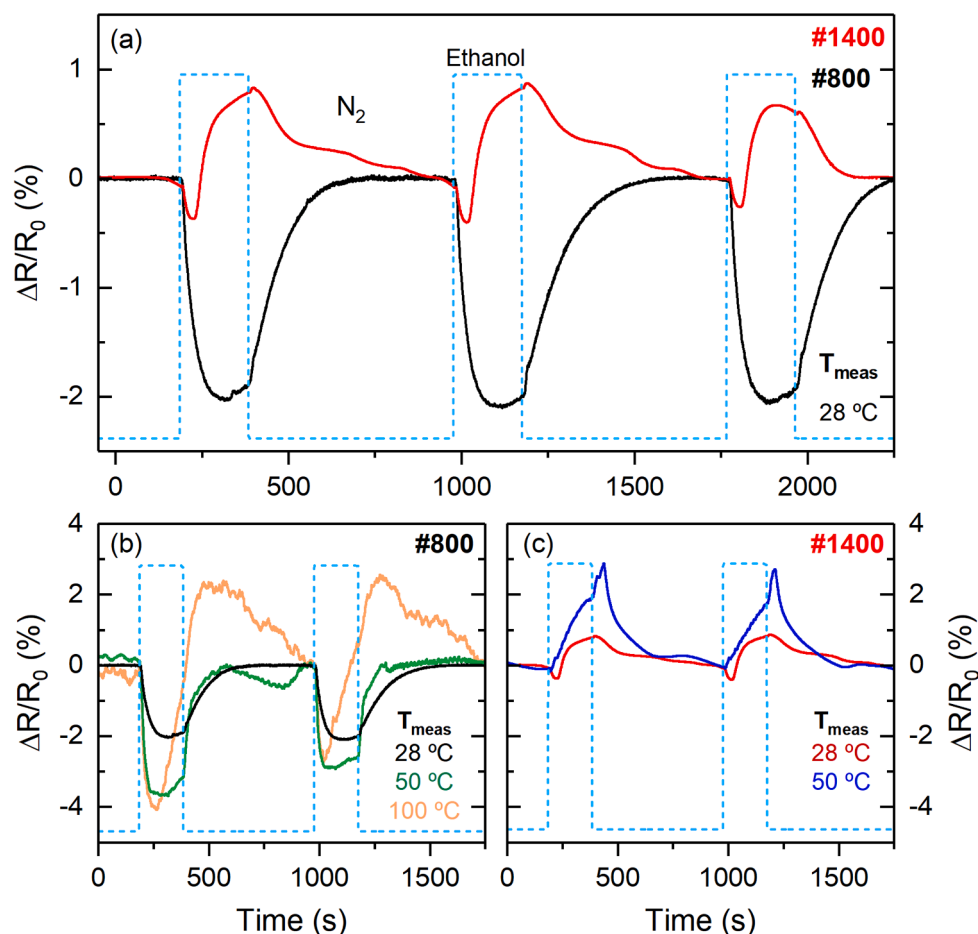 (a)
#1400
#800
Ethanol
N2
1
0
-1
-2
ΔR/R0 (%)
Tmeas
28 ºC
0
500
1000
1500
2000
(b)
#800
4
2
0
-2
-4
ΔR/R0 (%)
Tmeas
28 ºC
50 ºC
100 ºC
0
500
1000
1500
Time (s)
(c)
#1400
4
2
0
-2
-4
ΔR/R0 (%)
Tmeas
28 ºC
50 ºC
0
500
1000
1500
Time (s)